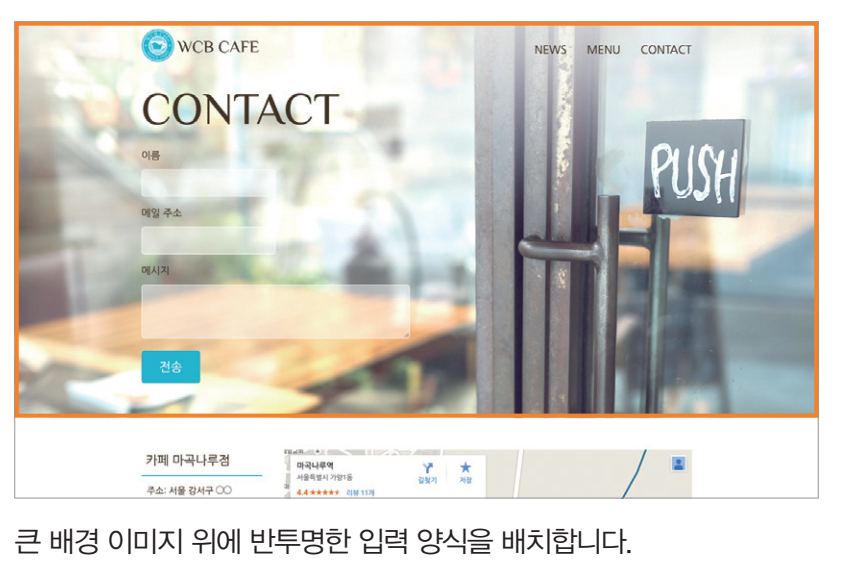 WCB CAFE
NEWS MENU CONTACT
CONTACT
이름
PUSH
메일 주소
메시지
전송
카페 마곡나루점
마곡나루역
서울특별시 가양1동
길찾기 저장
주소: 서울 강서구 ○○
4.4 ★★★★★ 리뷰 11개
큰 배경 이미지 위에 반투명한 입력 양식을 배치합니다.